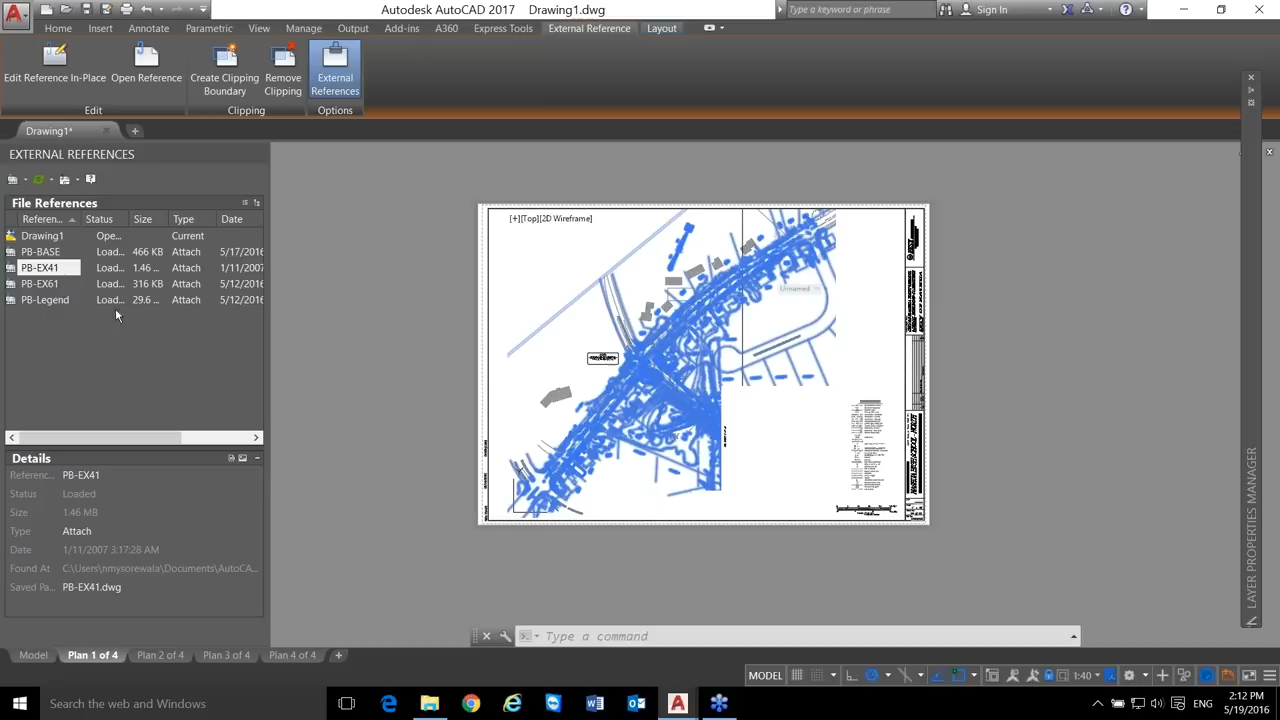 Autodesk AutoCAD 2017 Drawing1.dwg
Type a keyword or phrase
Sign In
Home Insert Annotate Parametric View Manage Output Add-ins A360 Express Tools External Reference Layout
Edit Reference In-Place Open Reference Create Clipping Boundary Remove Clipping External References
Edit Clipping Options
Drawing1*
EXTERNAL REFERENCES
File References
Referen... Status Size Type Date
Drawing1 Ope... Current
PB-BASE Load... 466 KB Attach 5/17/2016
PB-EX41 Load... 1.46 ... Attach 1/11/2007
PB-EX61 Load... 316 KB Attach 5/12/2016
PB-Legend Load... 29.6 ... Attach 5/12/2016
Details
Referenc... PB-EX41
Status Loaded
Size 1.46 MB
Type Attach
Date 1/11/2007 3:17:28 AM
Found At C:\Users\nmysorewala\Documents\AutoCA...
Saved Pa... PB-EX41.dwg
[+][Top][2D Wireframe]
Unnamed
LAYER PROPERTIES MANAGER
Type a command
Model Plan 1 of 4 Plan 2 of 4 Plan 3 of 4 Plan 4 of 4
MODEL 1:40
Search the web and Windows
ENG
2:12 PM
5/19/2016